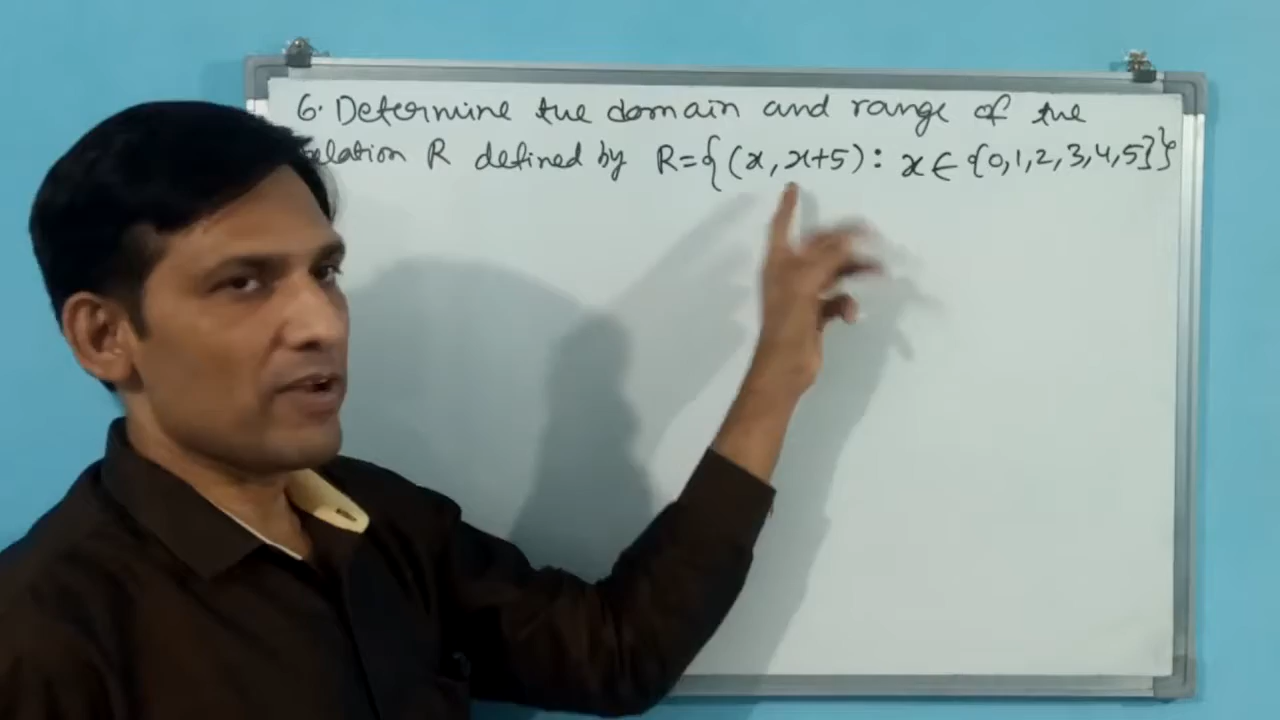 6. Determine the domain and range of the
relation R defined by R={(x, x+5): x∈{0,1,2,3,4,5}}